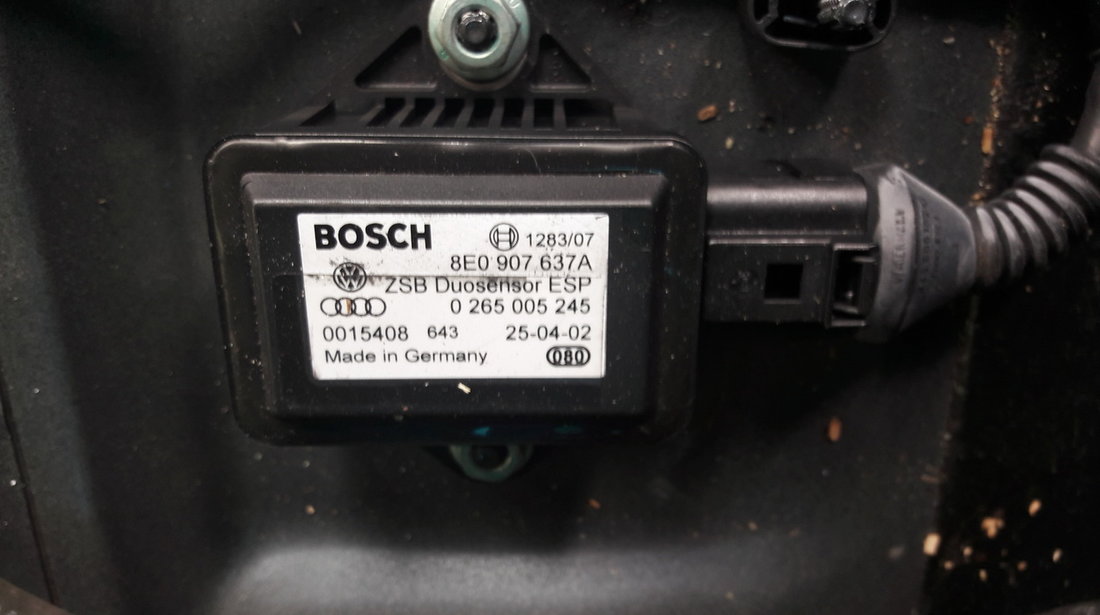 BOSCH 1283/07
8E0 907 637A
ZSB Duosensor ESP
0 265 005 245
0015408 643 25-04-02
Made in Germany 080